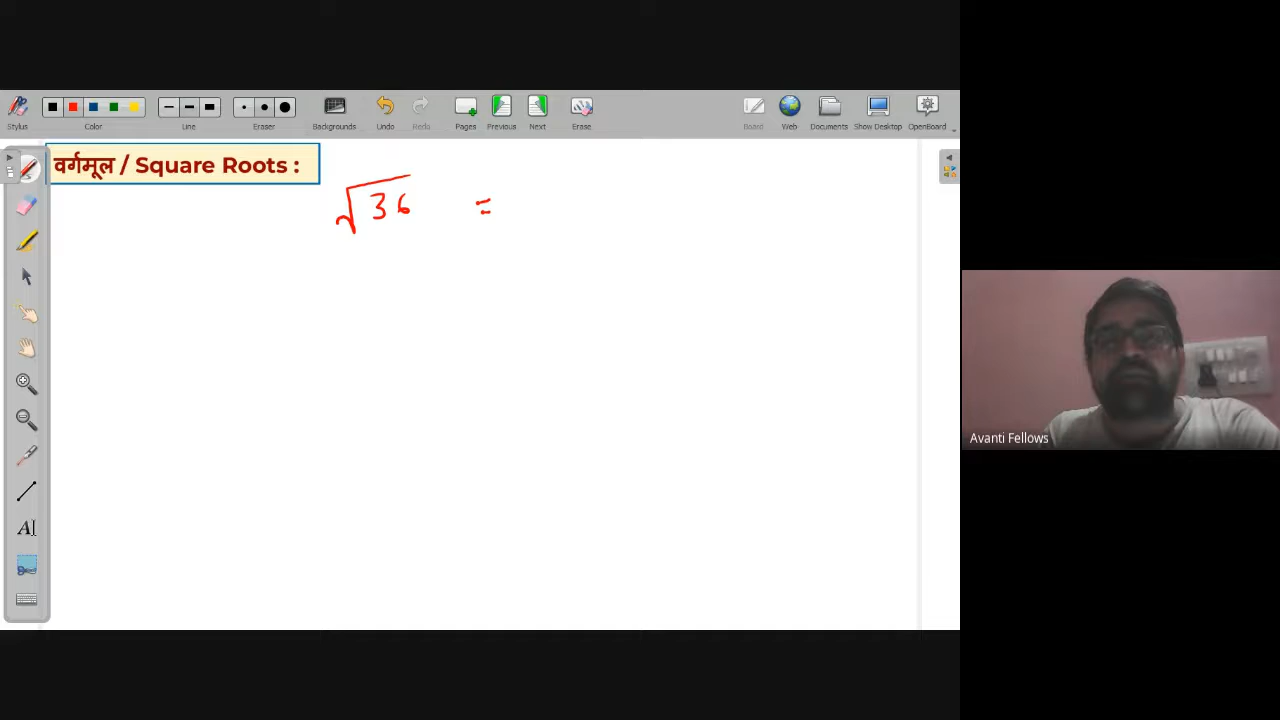 Stylus
Color
Line
Eraser
Backgrounds
Undo
Redo
Pages
Previous
Next
Erase
Board
Web
Documents
Show Desktop
OpenBoard
वर्गमूल / Square Roots :
√36 =
A
Avanti Fellows